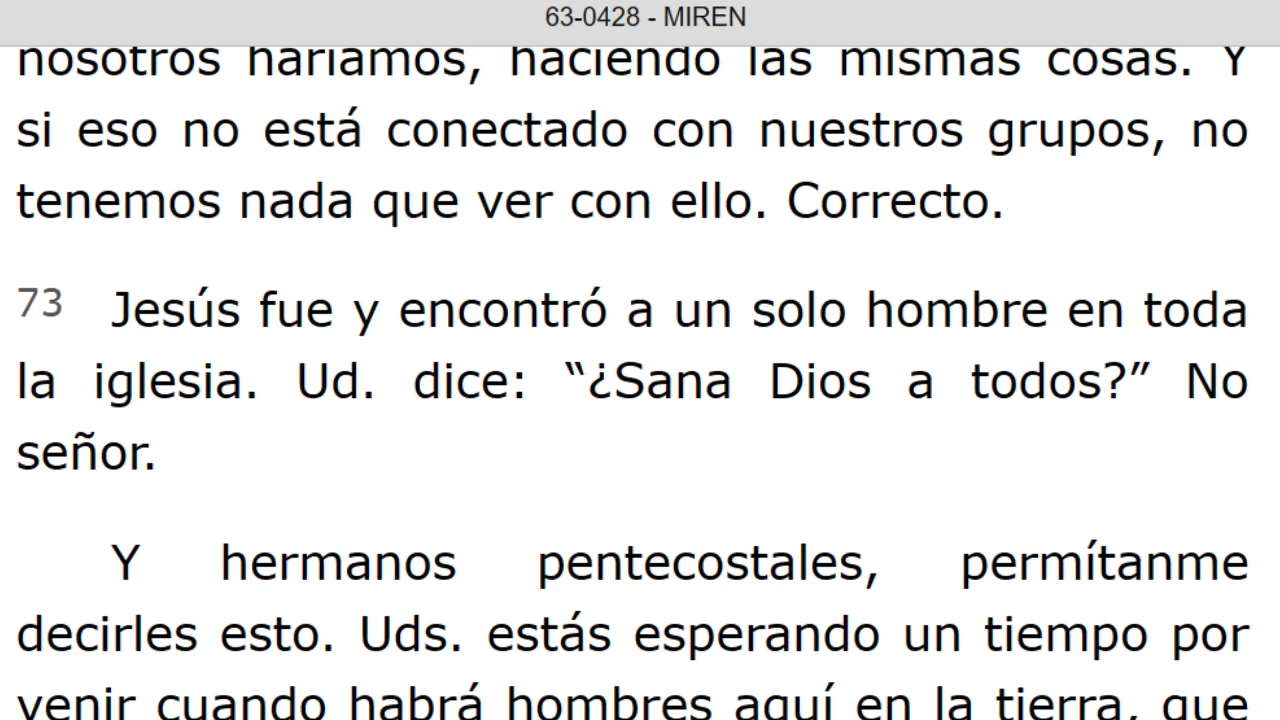 63-0428 - MIREN
nosotros haríamos, haciendo las mismas cosas. Y
si eso no está conectado con nuestros grupos, no
tenemos nada que ver con ello. Correcto.
73 Jesús fue y encontró a un solo hombre en toda
la iglesia. Ud. dice: “¿Sana Dios a todos?” No
señor.
Y hermanos pentecostales, permítanme
decirles esto. Uds. estás esperando un tiempo por
venir cuando habrá hombres aquí en la tierra, que